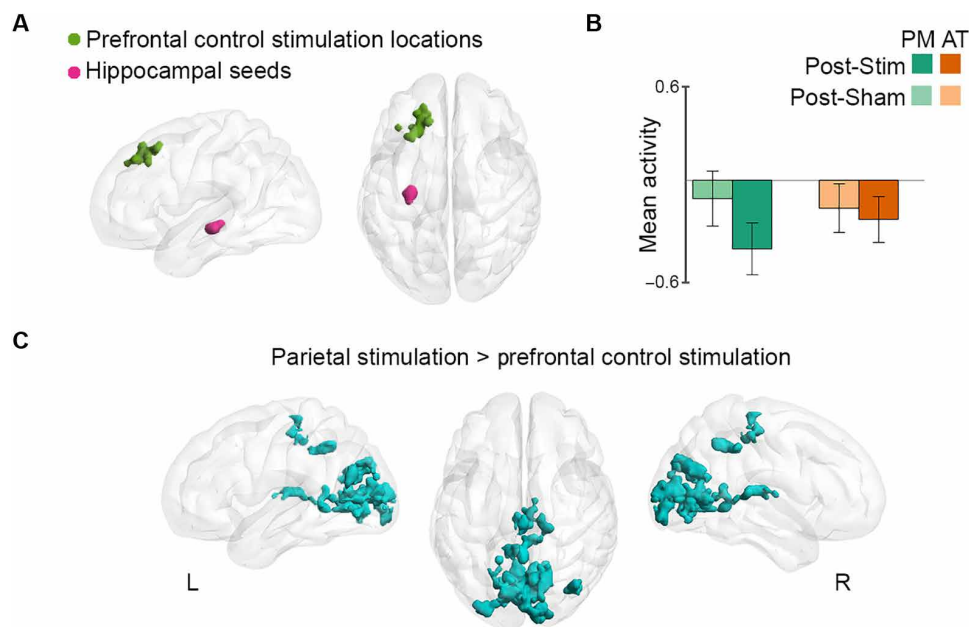 A
Prefrontal control stimulation locations
Hippocampal seeds
B
PM AT
Post-Stim
Post-Sham
0.6
Mean activity
−0.6
C
Parietal stimulation > prefrontal control stimulation
L
R